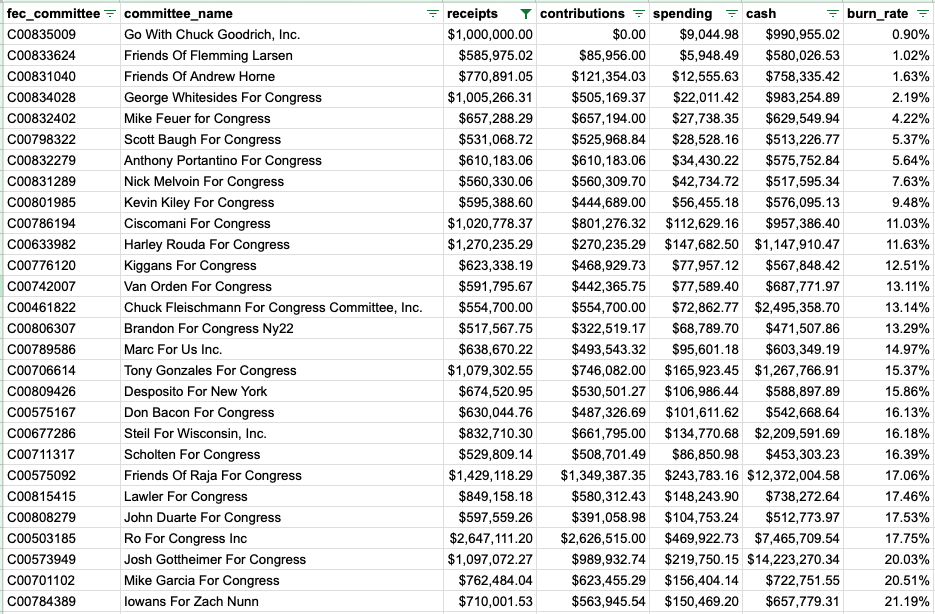 fec_committee committee_name receipts contributions spending cash burn_rate
C00835009 Go With Chuck Goodrich, Inc. $1,000,000.00 $0.00 $9,044.98 $990,955.02 0.90%
C00833624 Friends Of Flemming Larsen $585,975.02 $85,956.00 $5,948.49 $580,026.53 1.02%
C00831040 Friends Of Andrew Horne $770,891.05 $121,354.03 $12,555.63 $758,335.42 1.63%
C00834028 George Whitesides For Congress $1,005,266.31 $505,169.37 $22,011.42 $983,254.89 2.19%
C00832402 Mike Feuer for Congress $657,288.29 $657,194.00 $27,738.35 $629,549.94 4.22%
C00798322 Scott Baugh For Congress $531,068.72 $525,968.84 $28,528.16 $513,226.77 5.37%
C00832279 Anthony Portantino For Congress $610,183.06 $610,183.06 $34,430.22 $575,752.84 5.64%
C00831289 Nick Melvoin For Congress $560,330.06 $560,309.70 $42,734.72 $517,595.34 7.63%
C00801985 Kevin Kiley For Congress $595,388.60 $444,689.00 $56,455.18 $576,095.13 9.48%
C00786194 Ciscomani For Congress $1,020,778.37 $801,276.32 $112,629.16 $957,386.40 11.03%
C00633982 Harley Rouda For Congress $1,270,235.29 $270,235.29 $147,682.50 $1,147,910.47 11.63%
C00776120 Kiggans For Congress $623,338.19 $468,929.73 $77,957.12 $567,848.42 12.51%
C00742007 Van Orden For Congress $591,795.67 $442,365.75 $77,589.40 $687,771.97 13.11%
C00461822 Chuck Fleischmann For Congress Committee, Inc. $554,700.00 $554,700.00 $72,862.77 $2,495,358.70 13.14%
C00806307 Brandon For Congress Ny22 $517,567.75 $322,519.17 $68,789.70 $471,507.86 13.29%
C00789586 Marc For Us Inc. $638,670.22 $493,543.32 $95,601.18 $603,349.19 14.97%
C00706614 Tony Gonzales For Congress $1,079,302.55 $746,082.00 $165,923.45 $1,267,766.91 15.37%
C00809426 Desposito For New York $674,520.95 $530,501.27 $106,986.44 $588,897.89 15.86%
C00575167 Don Bacon For Congress $630,044.76 $487,326.69 $101,611.62 $542,668.64 16.13%
C00677286 Steil For Wisconsin, Inc. $832,710.30 $661,795.00 $134,770.68 $2,209,591.69 16.18%
C00711317 Scholten For Congress $529,809.14 $508,701.49 $86,850.98 $453,303.23 16.39%
C00575092 Friends Of Raja For Congress $1,429,118.29 $1,349,387.35 $243,783.16 $12,372,004.58 17.06%
C00815415 Lawler For Congress $849,158.18 $580,312.43 $148,243.90 $738,272.64 17.46%
C00808279 John Duarte For Congress $597,559.26 $391,058.98 $104,753.24 $512,773.97 17.53%
C00503185 Ro For Congress Inc $2,647,111.20 $2,626,515.00 $469,922.73 $7,465,709.54 17.75%
C00573949 Josh Gottheimer For Congress $1,097,072.27 $989,932.74 $219,750.15 $14,223,270.34 20.03%
C00701102 Mike Garcia For Congress $762,484.04 $623,455.29 $156,404.14 $722,751.55 20.51%
C00784389 Iowans For Zach Nunn $710,001.53 $563,945.54 $150,469.20 $657,779.31 21.19%